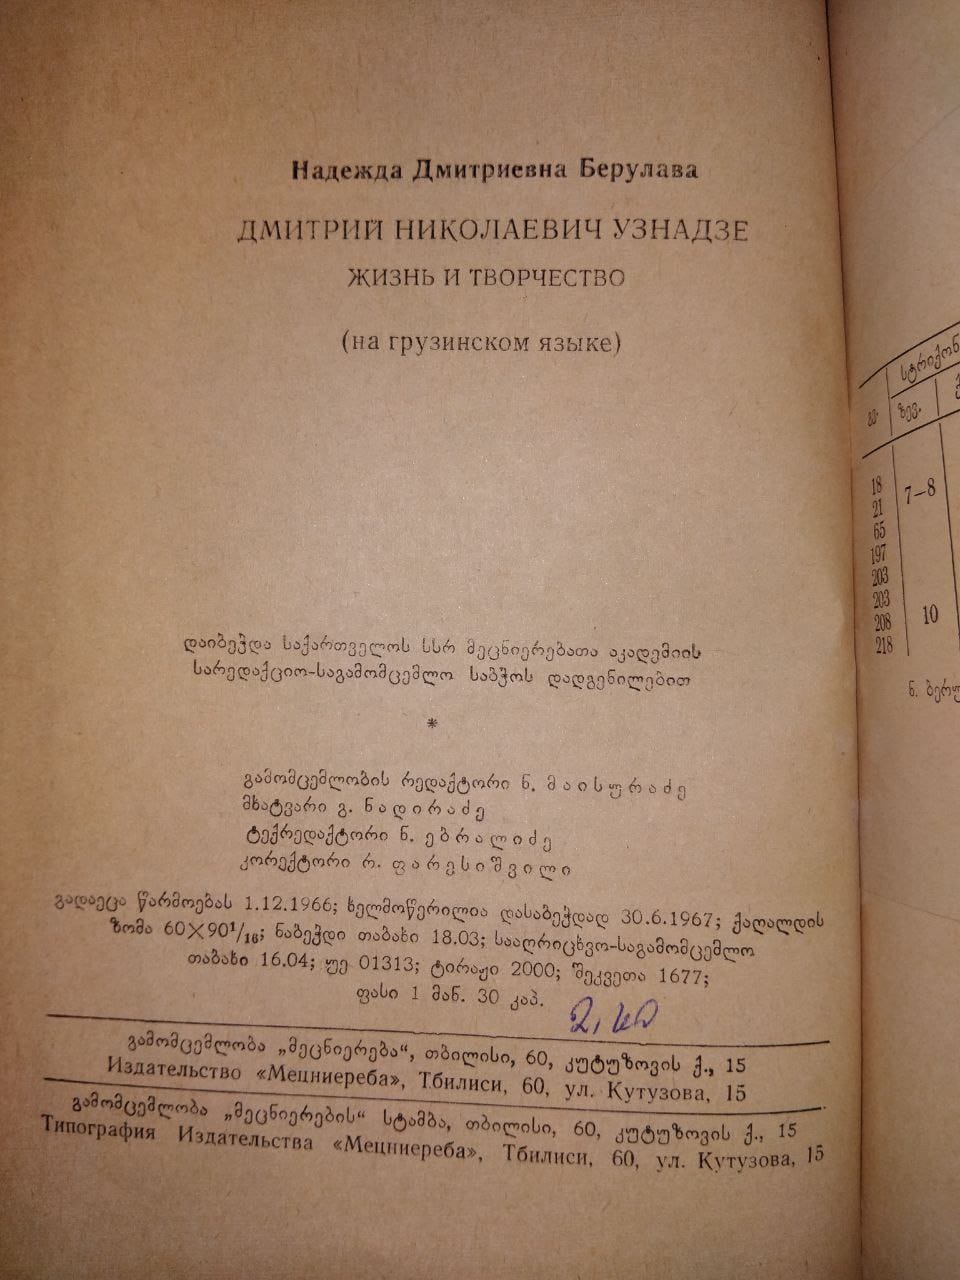 Надежда Дмитриевна Берулава
ДМИТРИЙ НИКОЛАЕВИЧ УЗНАДЗЕ
ЖИЗНЬ И ТВОРЧЕСТВО
(на грузинском языке)
დაიბეჭდა საქართველოს სსრ მეცნიერებათა აკადემიის
სარედაქციო-საგამომცემლო საბჭოს დადგენილებით
*
გამომცემლობის რედაქტორი ნ. მაისურაძე
მხატვარი გ. ნადირაძე
ტექრედაქტორი ნ. ებრალიძე
კორექტორი რ. ფარესიშვილი
გადაეცა წარმოებას 1.12.1966; ხელმოწერილია დასაბეჭდად 30.6.1967; ქაღალდის
ზომა 60×90¹/₁₆; ნაბეჭდი თაბახი 18.03; სააღრიცხვო-საგამომცემლო
თაბახი 16.04; უე 01313; ტირაჟი 2000; შეკვეთა 1677;
ფასი 1 მან. 30 კაპ.
გამომცემლობა „მეცნიერება“, თბილისი, 60, კუტუზოვის ქ., 15
Издательство «Мецниереба», Тбилиси, 60, ул. Кутузова, 15
გამომცემლობა „მეცნიერების“ სტამბა, თბილისი, 60, კუტუზოვის ქ., 15
Типография Издательства «Мецниереба», Тбилиси, 60, ул. Кутузова, 15
სტრიქონ
გვ. ზევ.
18 7—8
21
65
197
203
203
208 10
218
ნ. ბერუ